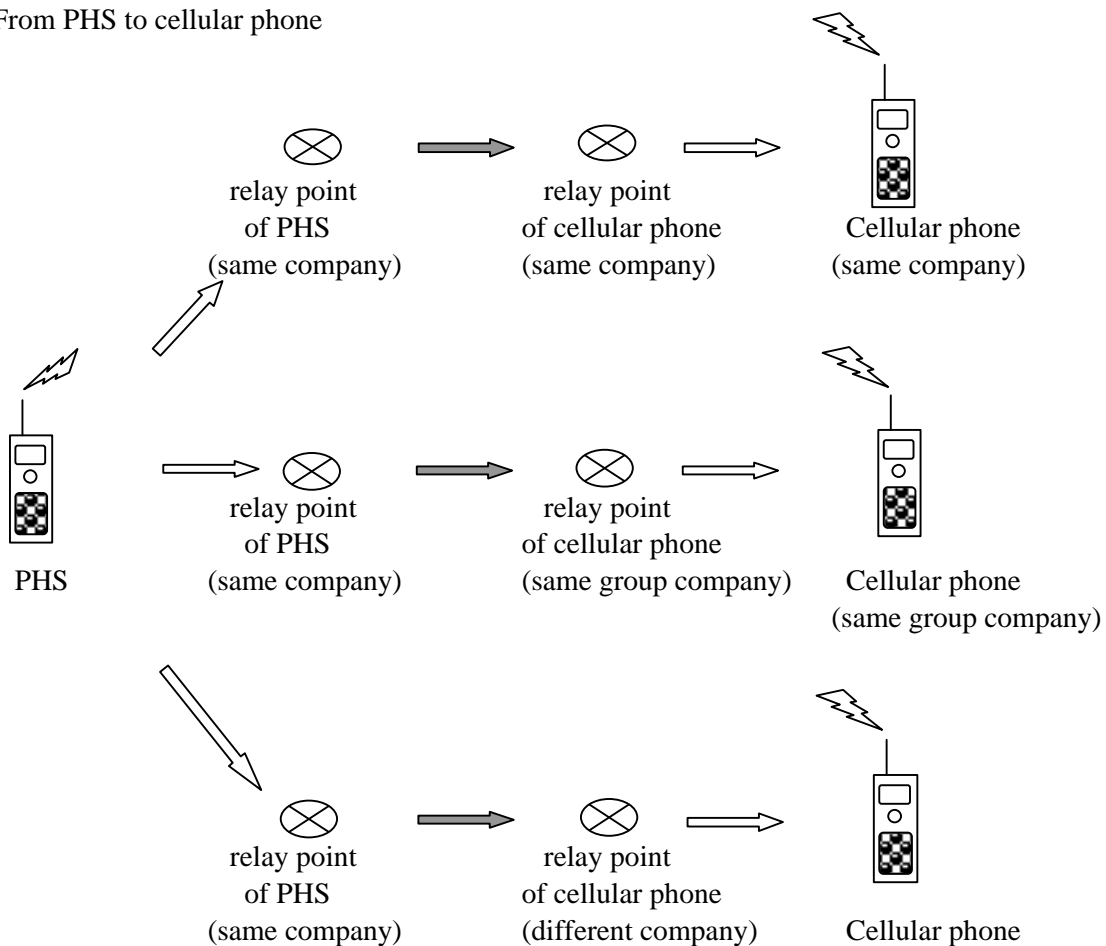 From PHS to cellular phone
relay point
of PHS
(same company)
relay point
of cellular phone
(same company)
Cellular phone
(same company)
PHS
relay point
of PHS
(same company)
relay point
of cellular phone
(same group company)
Cellular phone
(same group company)
relay point
of PHS
(same company)
relay point
of cellular phone
(different company)
Cellular phone